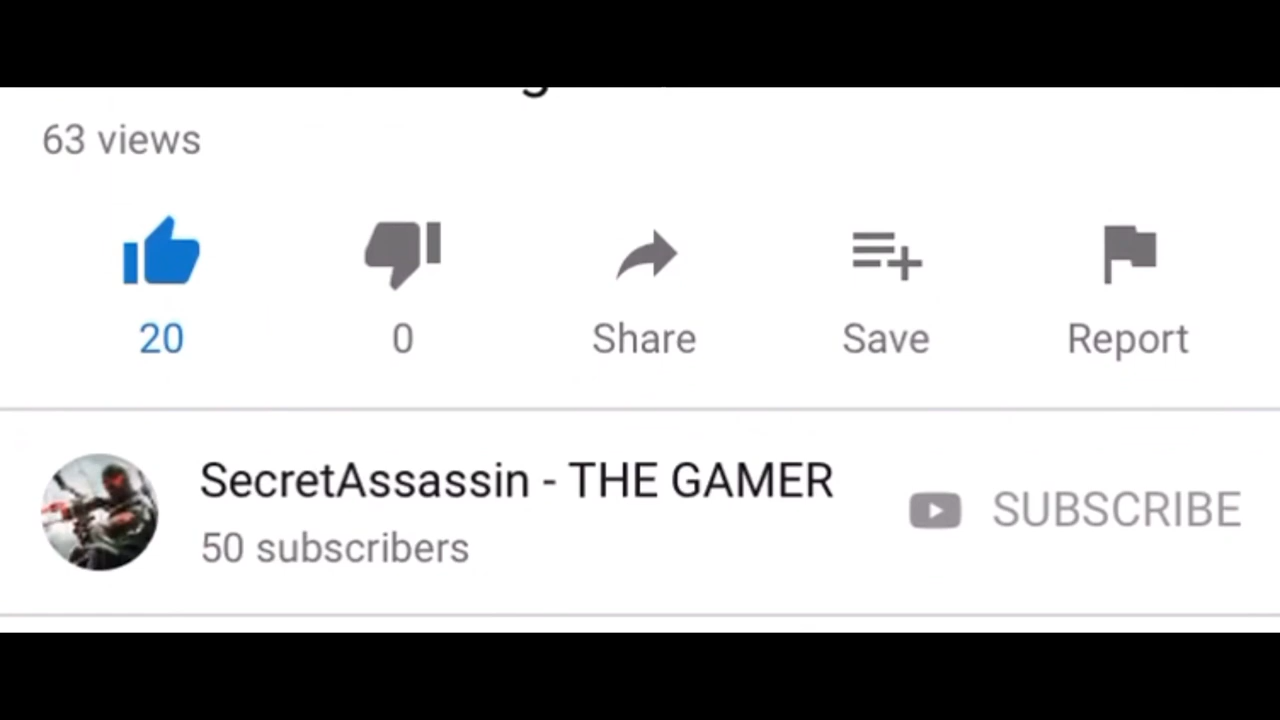 63 views
20
0
Share
Save
Report
SecretAssassin - THE GAMER
SUBSCRIBE
50 subscribers